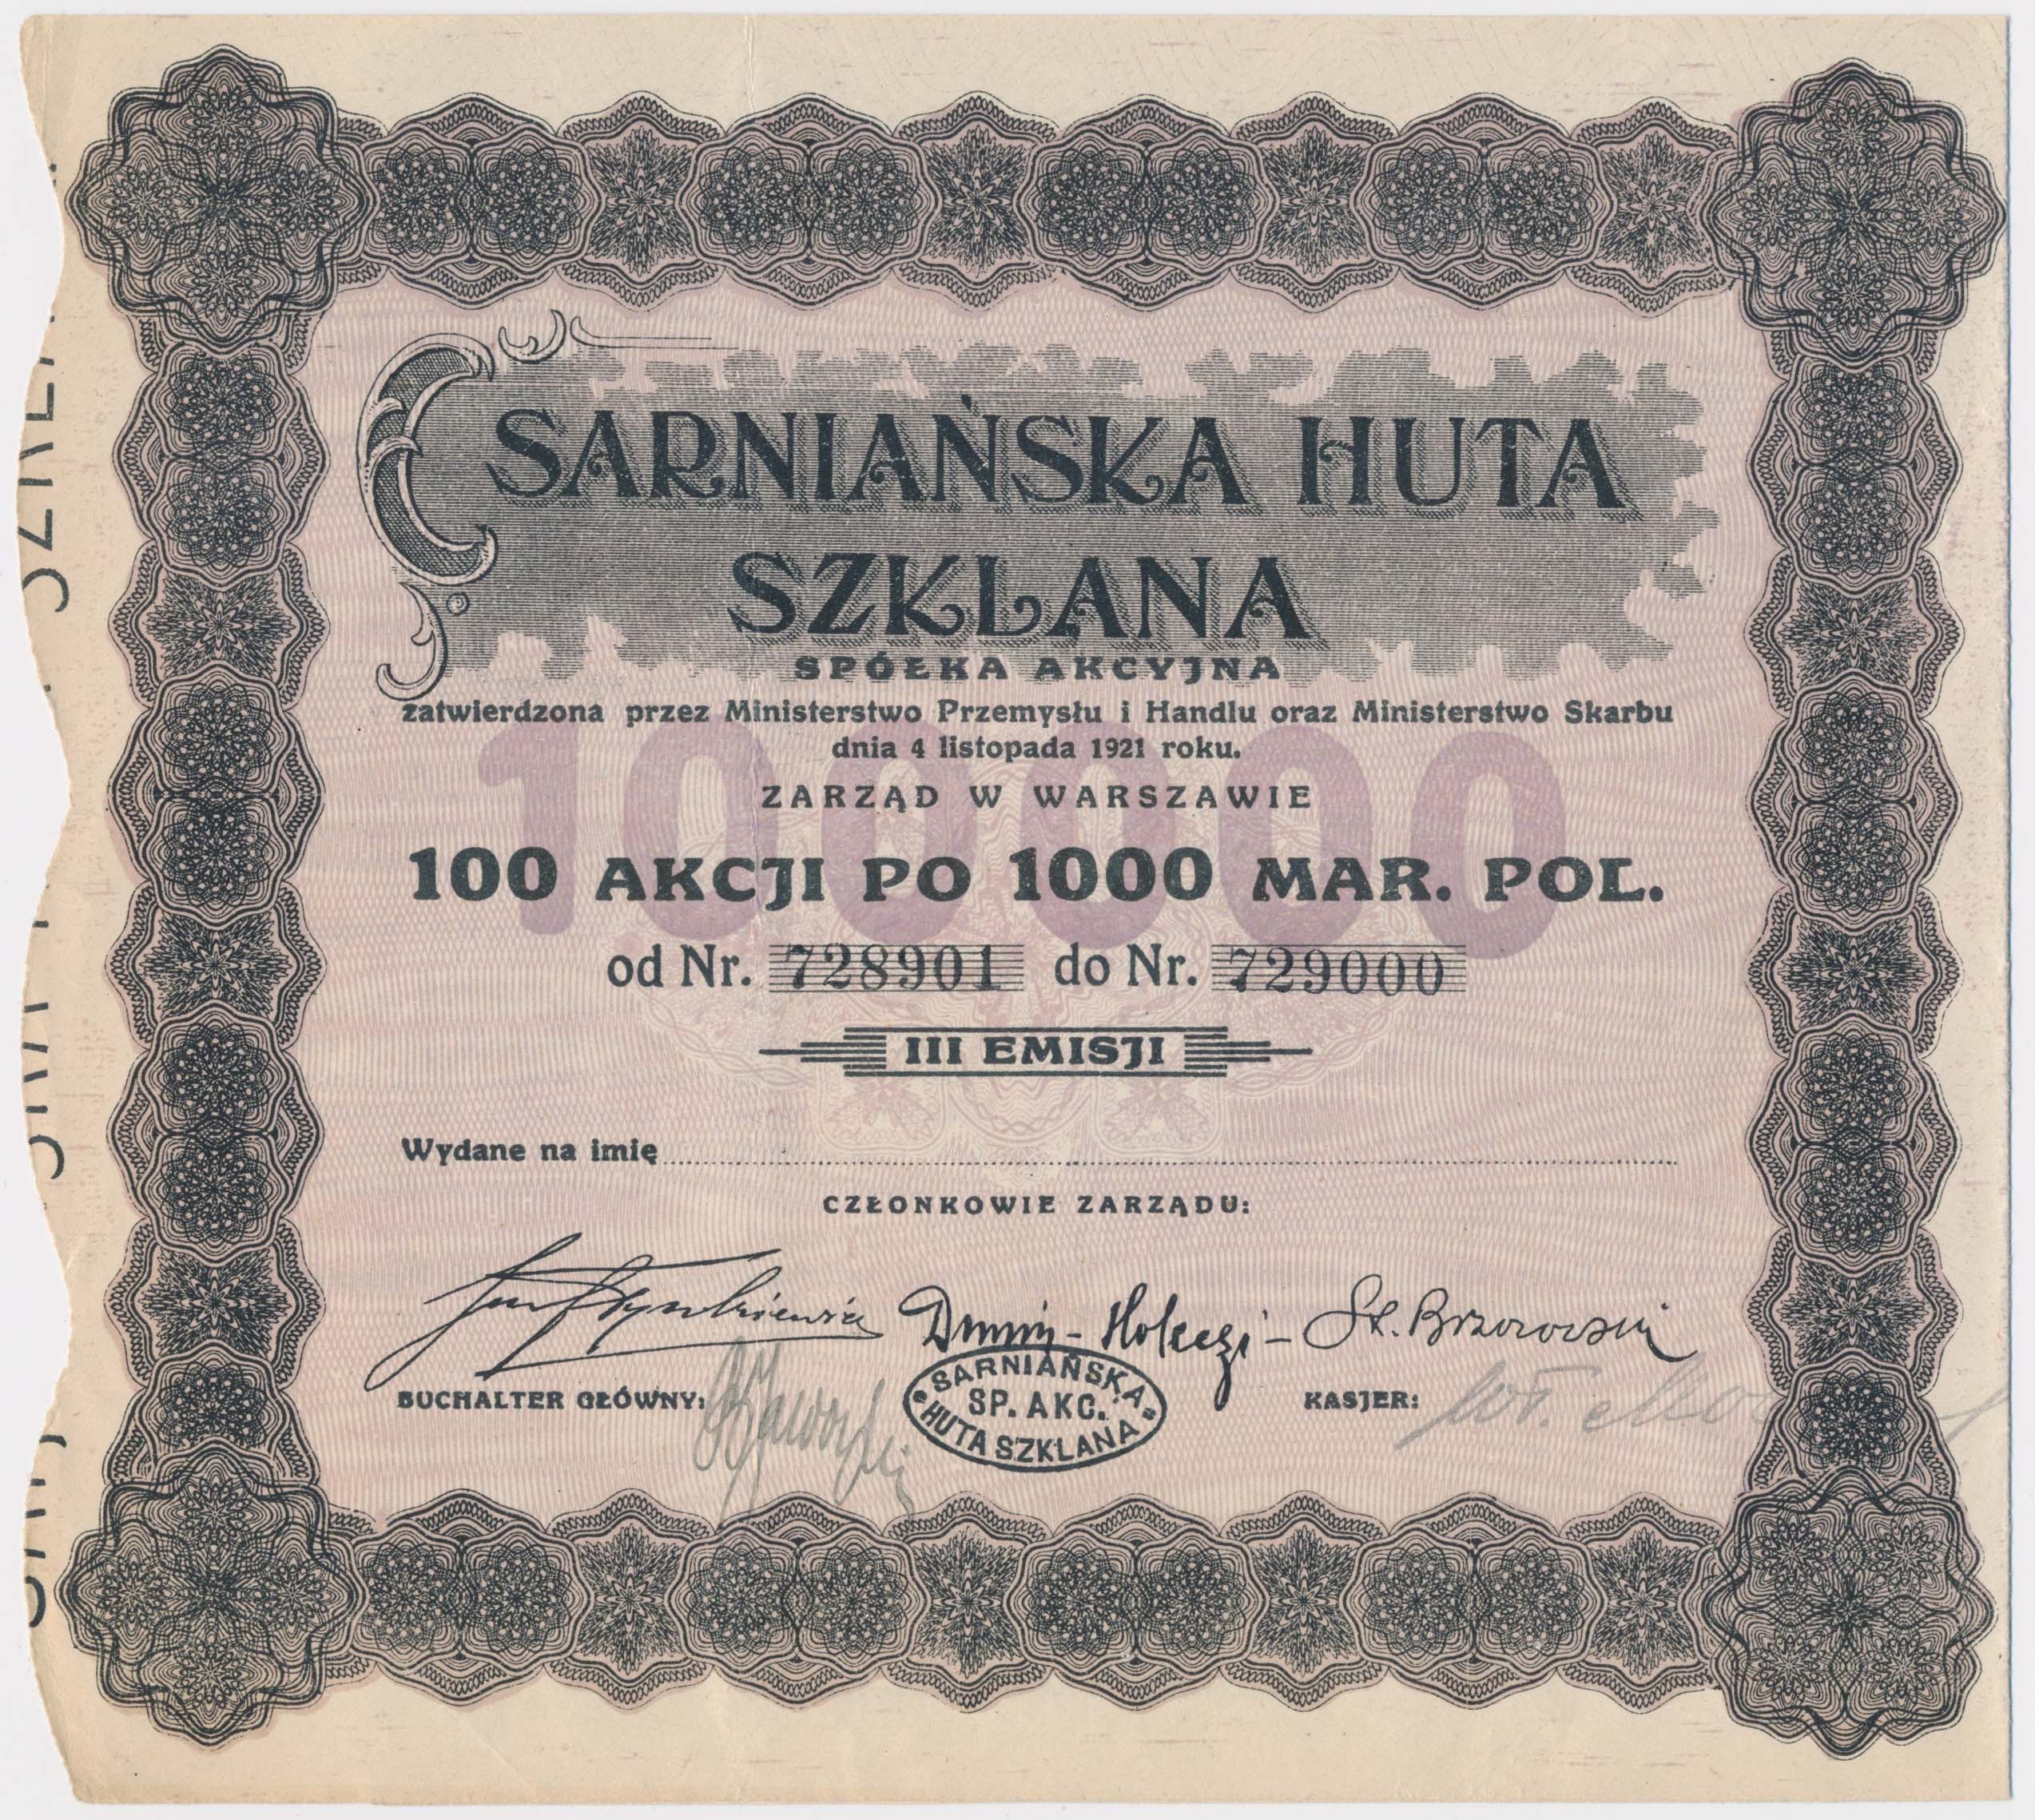 SARNIAŃSKA HUTA
SZKLANA
SPÓŁKA AKCYJNA
zatwierdzona przez Ministerstwo Przemysłu i Handlu oraz Ministerstwo Skarbu
dnia 4 listopada 1921 roku.
100000
ZARZĄD W WARSZAWIE
100 AKCJI PO 1000 MAR. POL.
od Nr. 728901 do Nr. 729000
III EMISJI
Wydane na imię
CZŁONKOWIE ZARZĄDU:
St. Brzozowski
BUCHALTER GŁÓWNY:
KASJER:
SARNIAŃSKA
SP. AKC.
HUTA SZKLANA